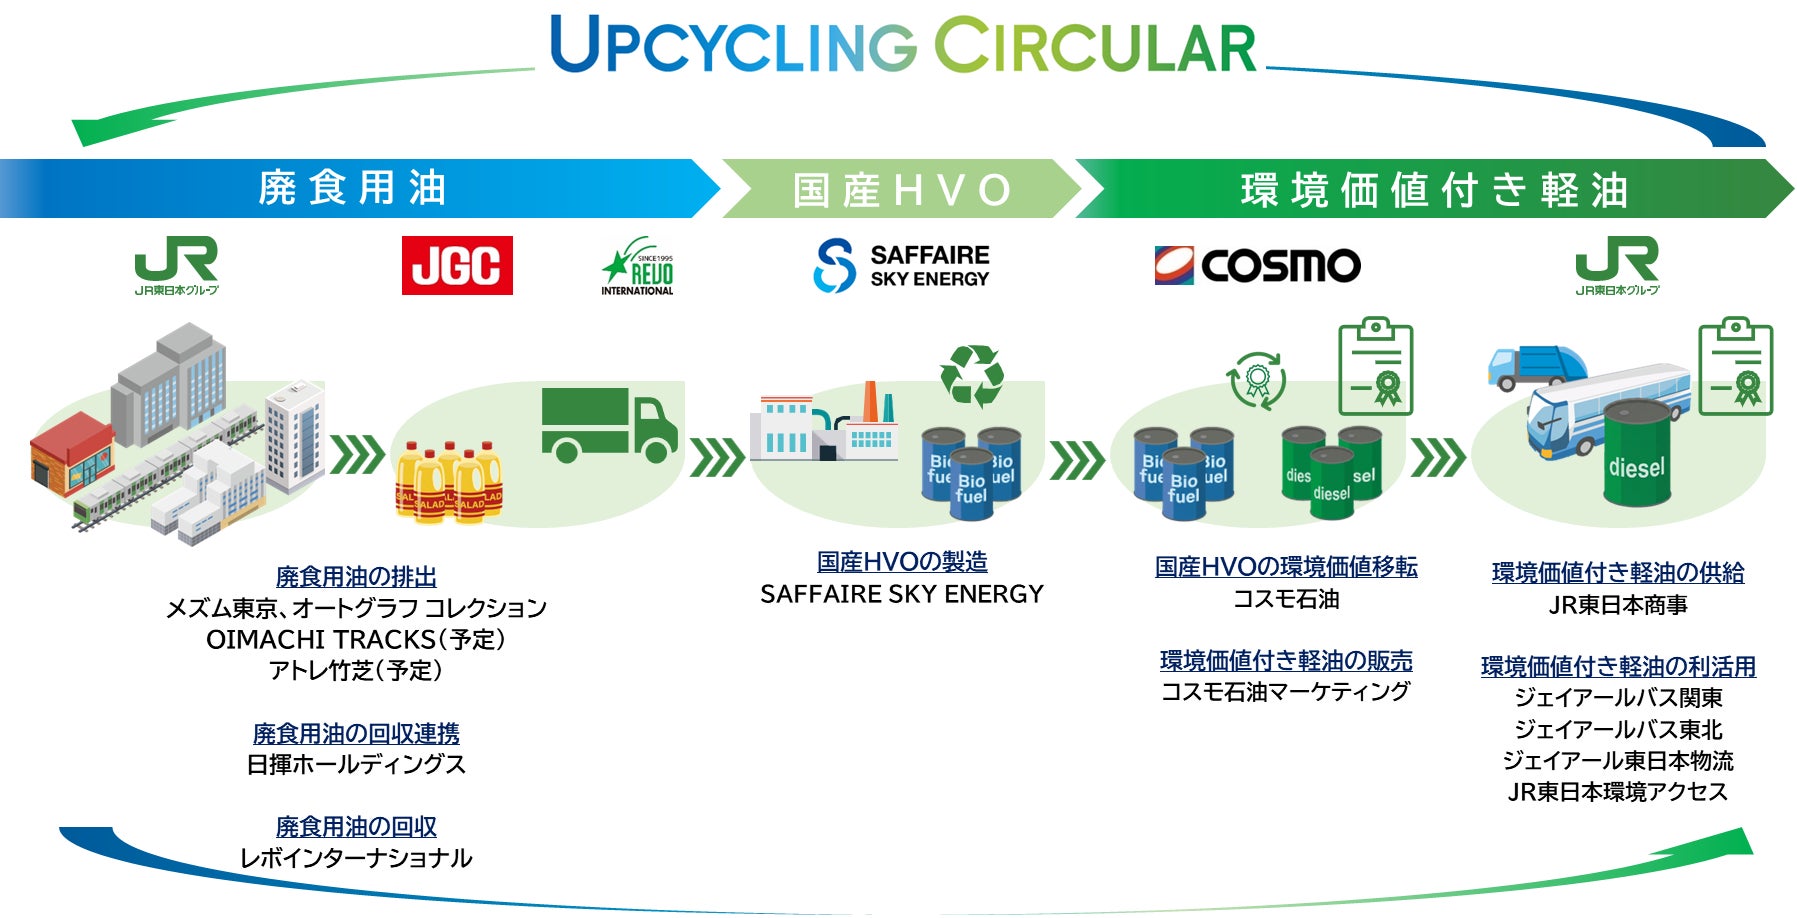 UPCYCLING CIRCULAR
廃食用油
国産HVO
環境価値付き軽油
JR
JR東日本グループ
JGC
SINCE1995
REVO
INTERNATIONAL
SAFFAIRE
SKY ENERGY
COSMO
JR
JR東日本グループ
SALAD
SALAD
SALAD
Bio
fuel
Bio
fuel
Bio
fuel
Bio
fuel
Bio
fuel
Bio
fuel
diesel
diesel
diesel
diesel
廃食用油の排出
メズム東京、オートグラフ コレクション
OIMACHI TRACKS(予定)
アトレ竹芝(予定)
廃食用油の回収連携
日揮ホールディングス
廃食用油の回収
レボインターナショナル
国産HVOの製造
SAFFAIRE SKY ENERGY
国産HVOの環境価値移転
コスモ石油
環境価値付き軽油の販売
コスモ石油マーケティング
環境価値付き軽油の供給
JR東日本商事
環境価値付き軽油の利活用
ジェイアールバス関東
ジェイアールバス東北
ジェイアール東日本物流
JR東日本環境アクセス